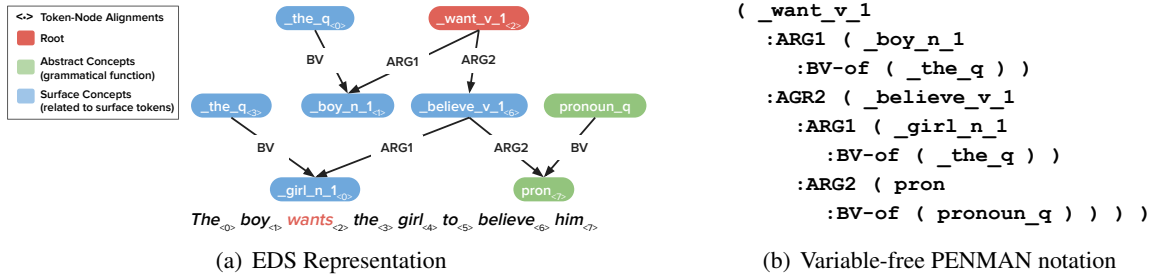 <·> Token-Node Alignments
Root
Abstract Concepts
(grammatical function)
Surface Concepts
(related to surface tokens)
_the_q<0>
_want_v_1<2>
BV
ARG1
ARG2
_the_q<3>
_boy_n_1<1>
_believe_v_1<6>
pronoun_q
BV
ARG1
ARG2
BV
_girl_n_1<0>
pron<7>
The<0> boy<1> wants<2> the<3> girl<4> to<5> believe<6> him<7>
(a) EDS Representation
( _want_v_1
:ARG1 ( _boy_n_1
:BV-of ( _the_q ) )
:AGR2 ( _believe_v_1
:ARG1 ( _girl_n_1
:BV-of ( _the_q ) )
:ARG2 ( pron
:BV-of ( pronoun_q ) ) ) )
(b) Variable-free PENMAN notation